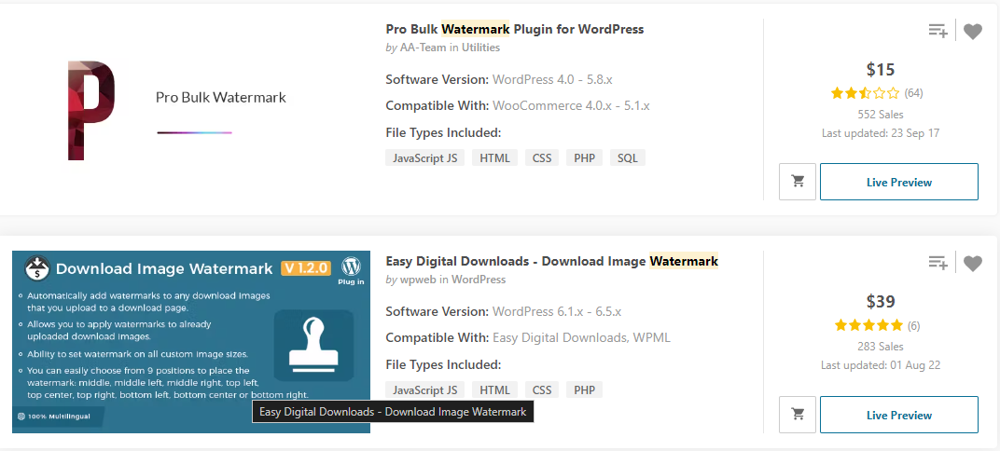 Pro Bulk Watermark Plugin for WordPress
by AA-Team in Utilities
Software Version: WordPress 4.0 - 5.8.x
Compatible With: WooCommerce 4.0.x - 5.1.x
File Types Included:
JavaScript JS HTML CSS PHP SQL
P Pro Bulk Watermark
$15
(64)
552 Sales
Last updated: 23 Sep 17
Live Preview
Download Image Watermark V 1.2.0
Plug in
Automatically add watermarks to any download images
that you upload to a download page.
Allows you to apply watermarks to already
uploaded download images.
Ability to set watermark on all custom image sizes.
You can easily choose from 9 positions to place the
watermark: middle, middle left, middle right, top left,
top center, top right, bottom left, bottom center or bottom right.
100% Multilingual
Easy Digital Downloads - Download Image Watermark
Easy Digital Downloads - Download Image Watermark
by wpweb in WordPress
Software Version: WordPress 6.1.x - 6.5.x
Compatible With: Easy Digital Downloads, WPML
File Types Included:
JavaScript JS HTML CSS PHP
$39
(6)
283 Sales
Last updated: 01 Aug 22
Live Preview